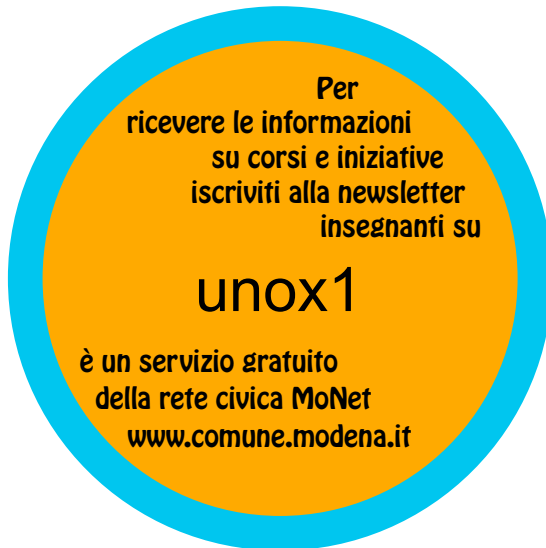 Per
ricevere le informazioni
su corsi e iniziative
iscriviti alla newsletter
insegnanti su
unox1
è un servizio gratuito
della rete civica MoNet
www.comune.modena.it